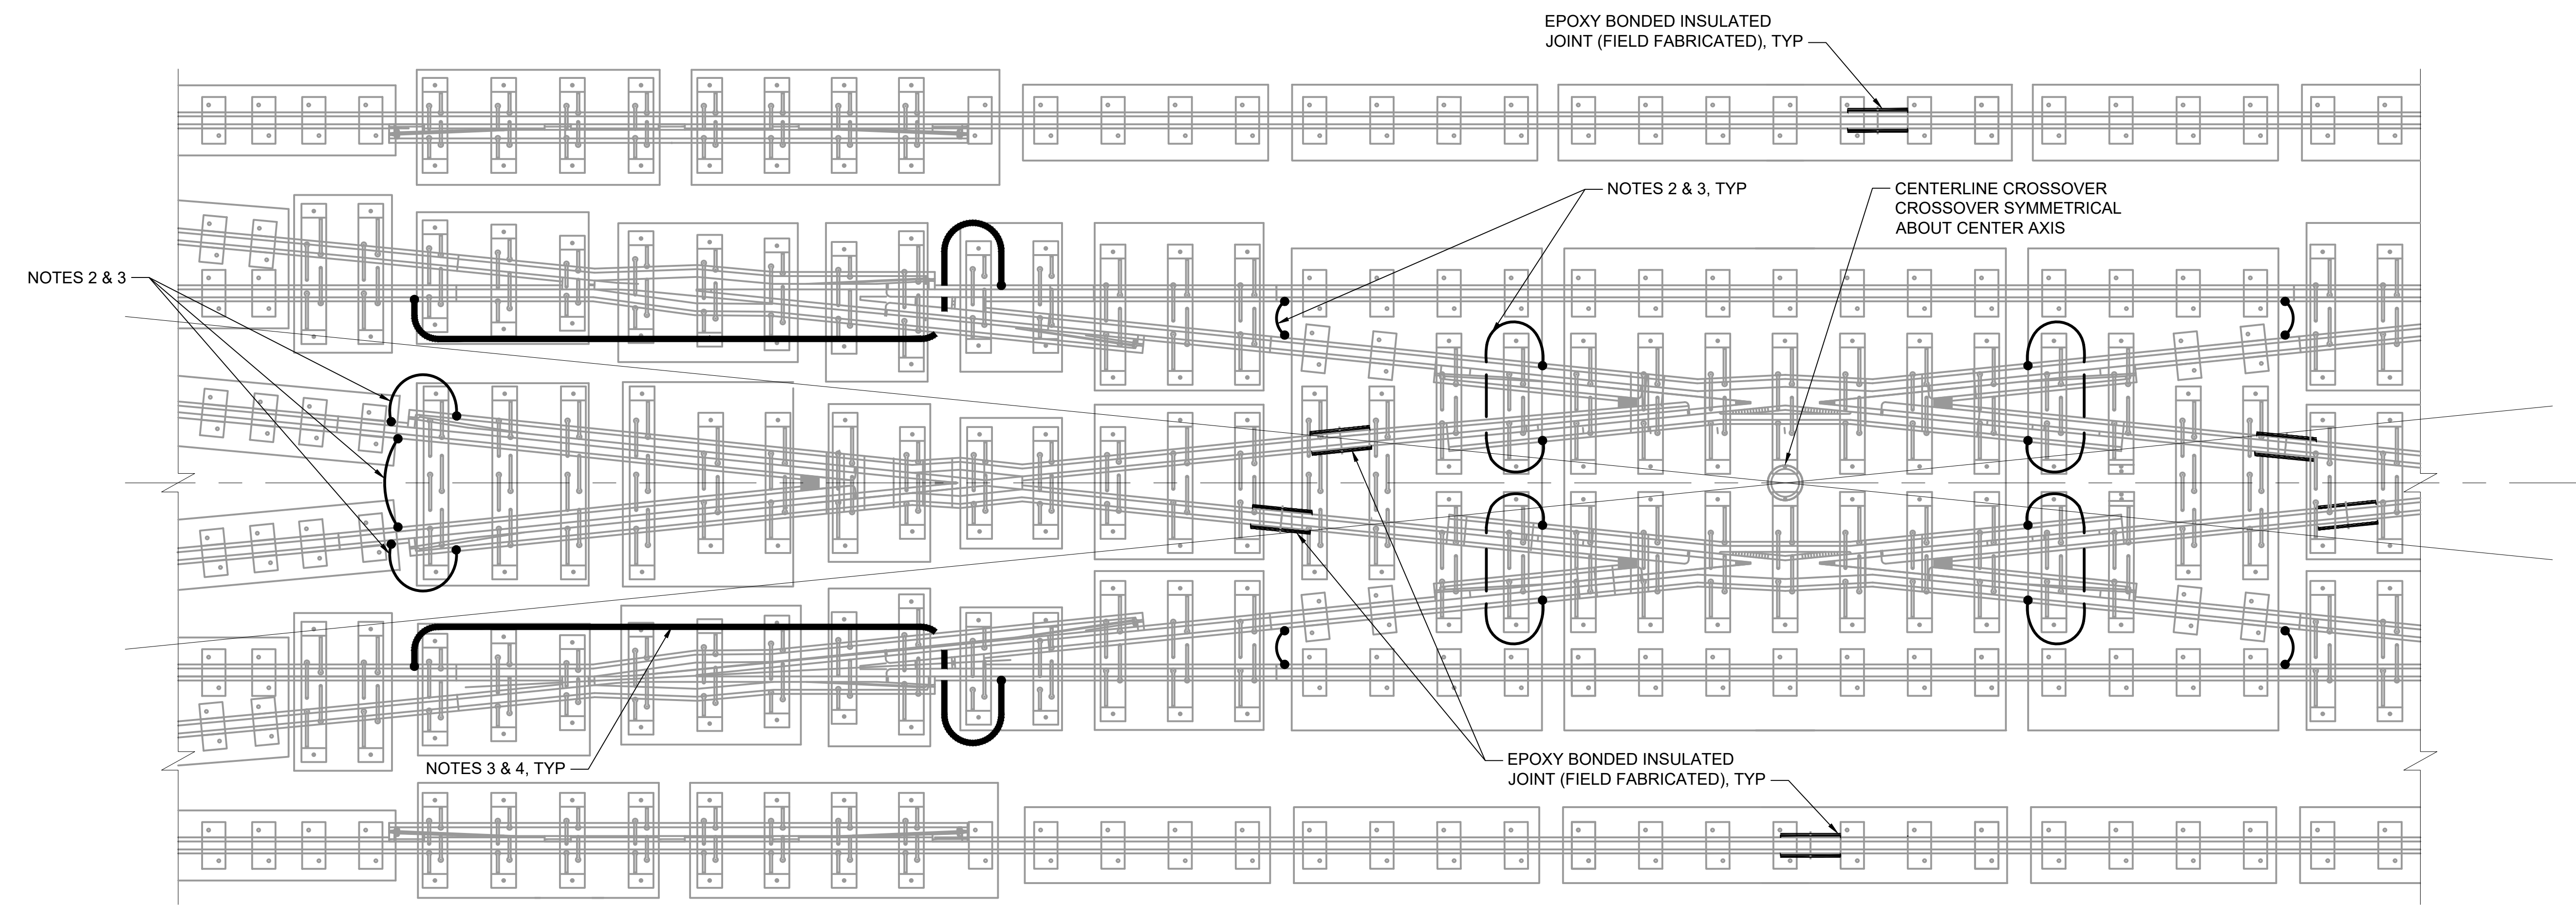 EPOXY BONDED INSULATED
JOINT (FIELD FABRICATED), TYP
NOTES 2 & 3, TYP
CENTERLINE CROSSOVER
CROSSOVER SYMMETRICAL
ABOUT CENTER AXIS
NOTES 2 & 3
NOTES 3 & 4, TYP
EPOXY BONDED INSULATED
JOINT (FIELD FABRICATED), TYP